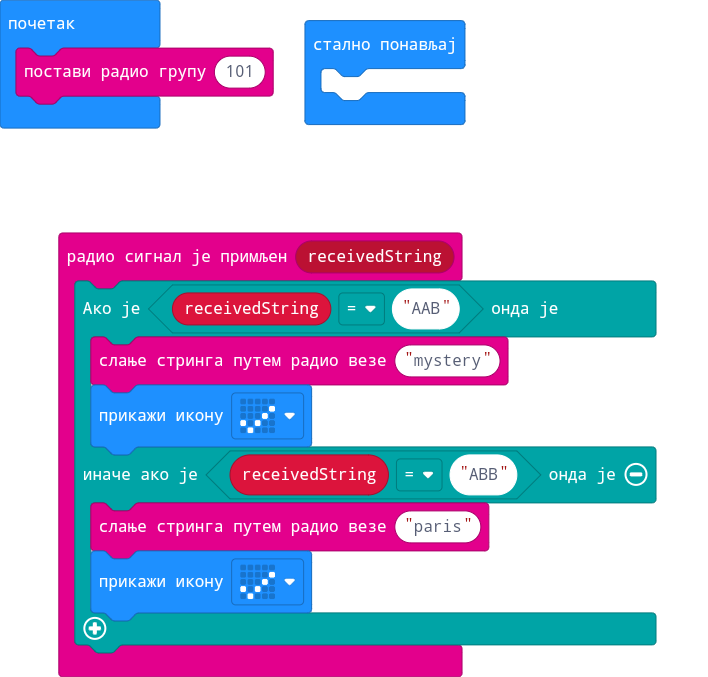 почетак
постави радио групу 101
стално понављај
радио сигнал је примљен receivedString
Ако је receivedString = "AAB" онда је
слање стринга путем радио везе "mystery"
прикажи икону
иначе ако је receivedString = "ABB" онда је
слање стринга путем радио везе "paris"
прикажи икону